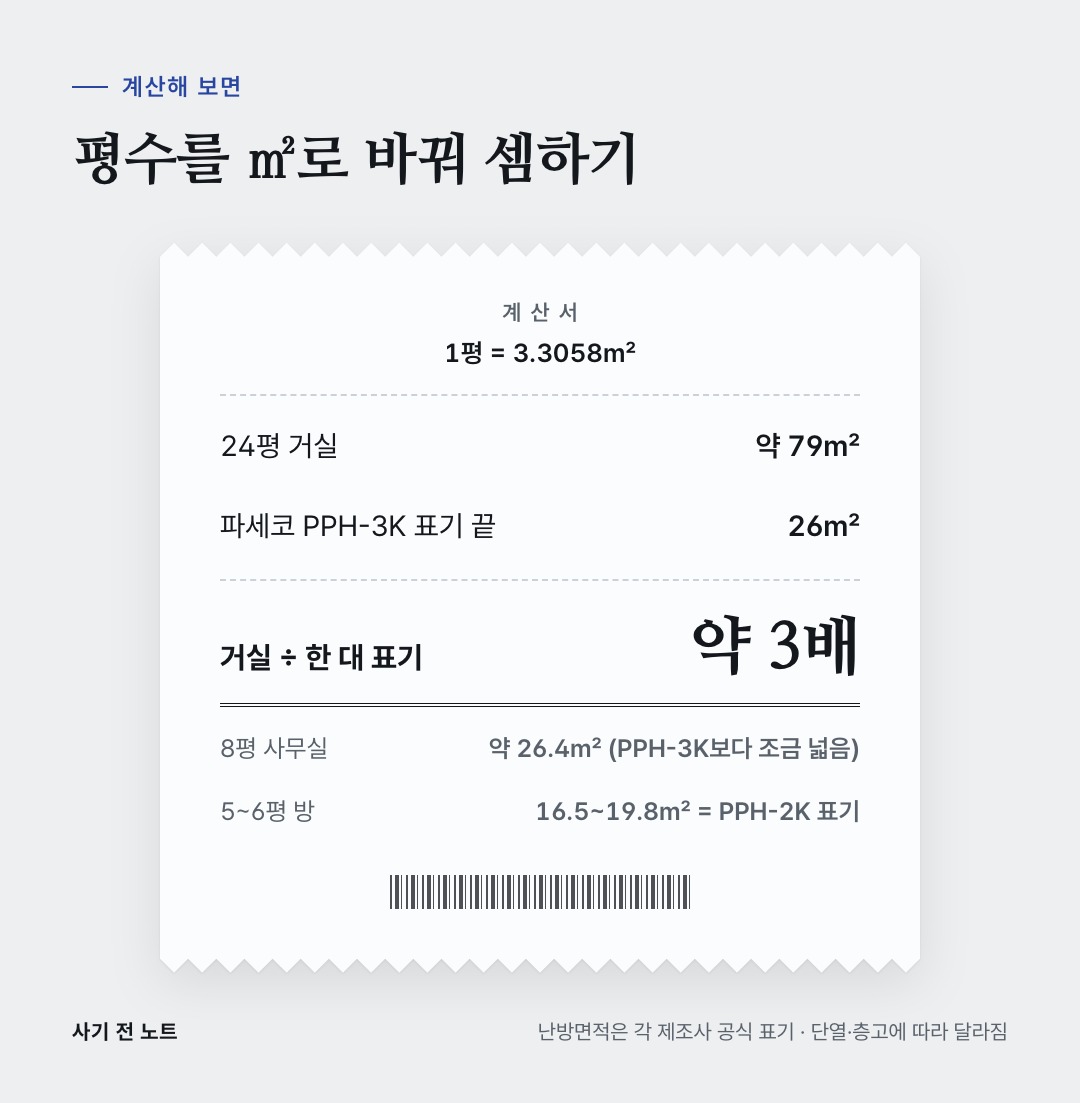 계산해 보면
평수를 ㎡로 바꿔 셈하기
계산서
1평 = 3.3058m²
24평 거실 약 79m²
파세코 PPH-3K 표기 끝 26m²
거실 ÷ 한 대 표기 약 3배
8평 사무실 약 26.4m² (PPH-3K보다 조금 넓음)
5~6평 방 16.5~19.8m² = PPH-2K 표기
사기 전 노트 난방면적은 각 제조사 공식 표기 · 단열·층고에 따라 달라짐